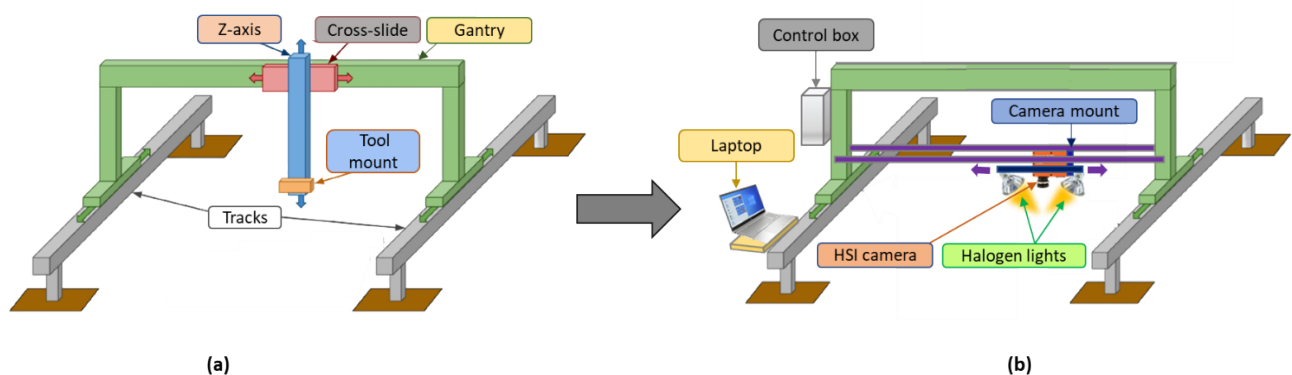 Z-axis
Cross-slide
Gantry
Tool
mount
Tracks
(a)
Control box
Camera mount
Laptop
HSI camera
Halogen lights
(b)